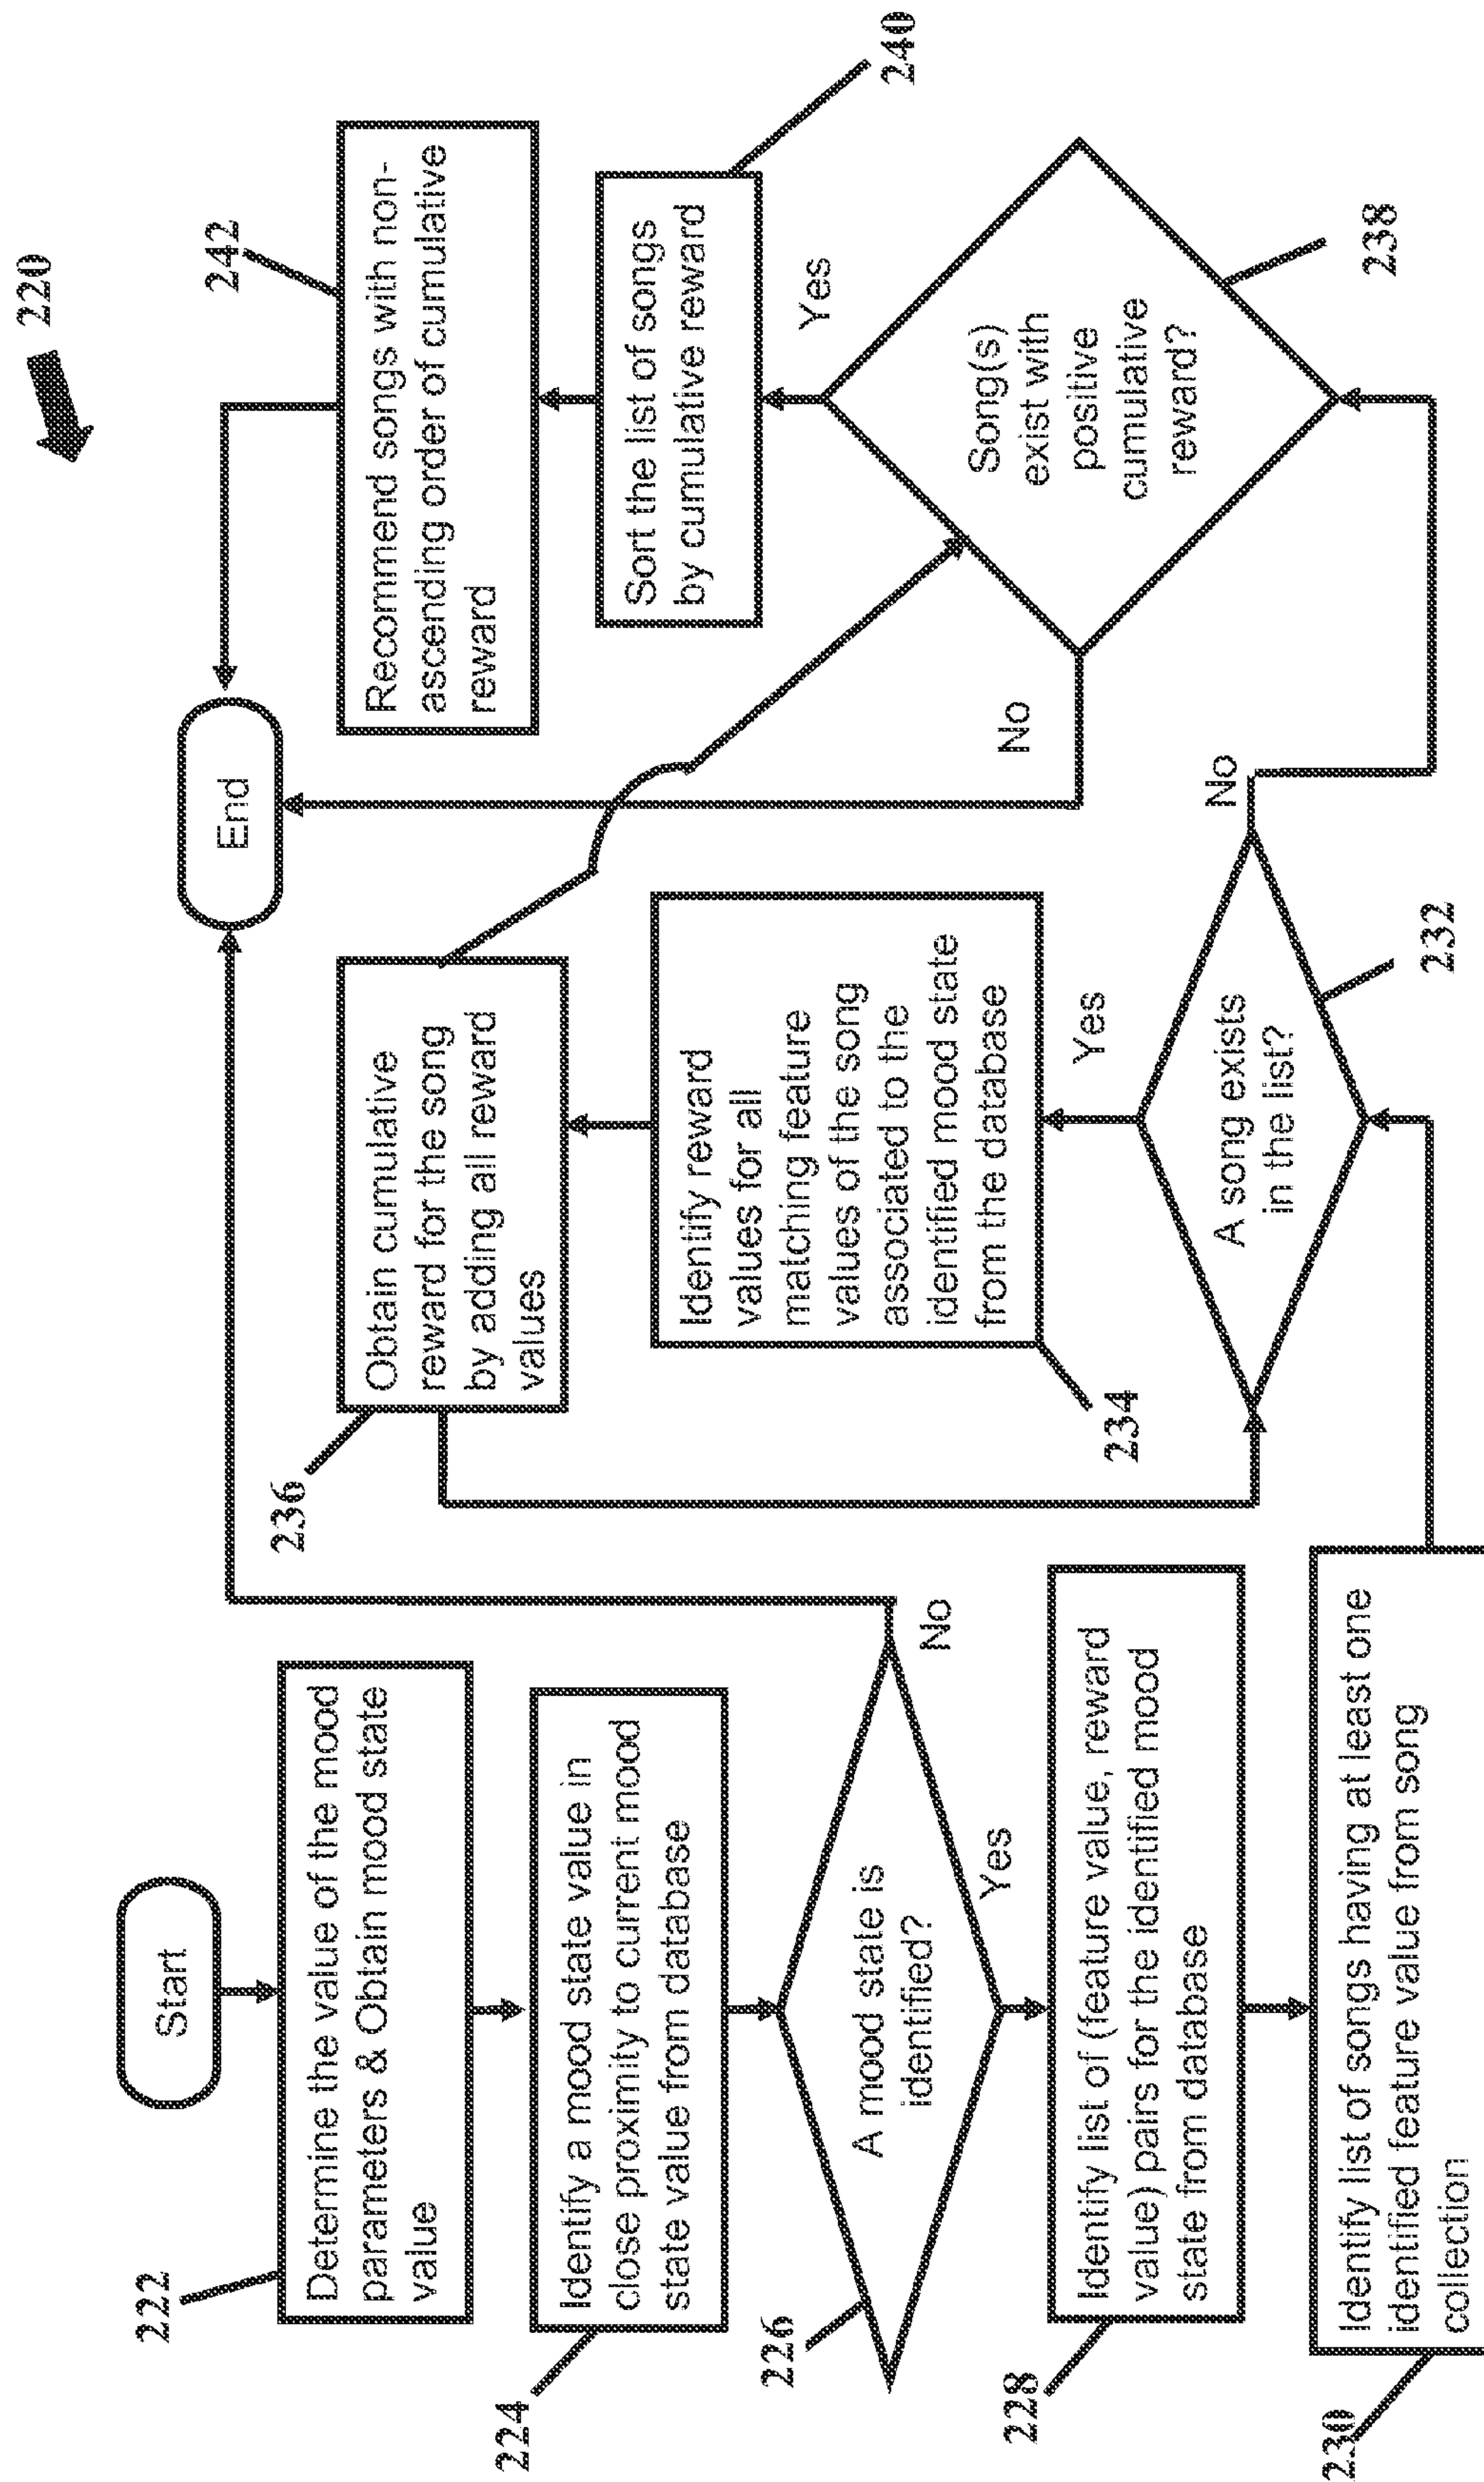 220
Start
222
Determine the value of the mood
parameters & Obtain mood state
value
224
Identify a mood state value in
close proximity to current mood
state value from database
226
A mood state is
identified?
No
Yes
228
Identify list of (feature value, reward
value) pairs for the identified mood
state from database
230
Identify list of songs having at least one
identified feature value from song
collection
232
A song exists
in the list?
Yes
No
234
Identify reward
values for all
matching feature
values of the song
associated to the
identified mood state
from the database
236
Obtain cumulative
reward for the song
by adding all reward
values
238
Song(s)
exist with
positive
cumulative
reward?
Yes
No
240
Sort the list of songs
by cumulative reward
242
Recommend songs with non-
ascending order of cumulative
reward
End